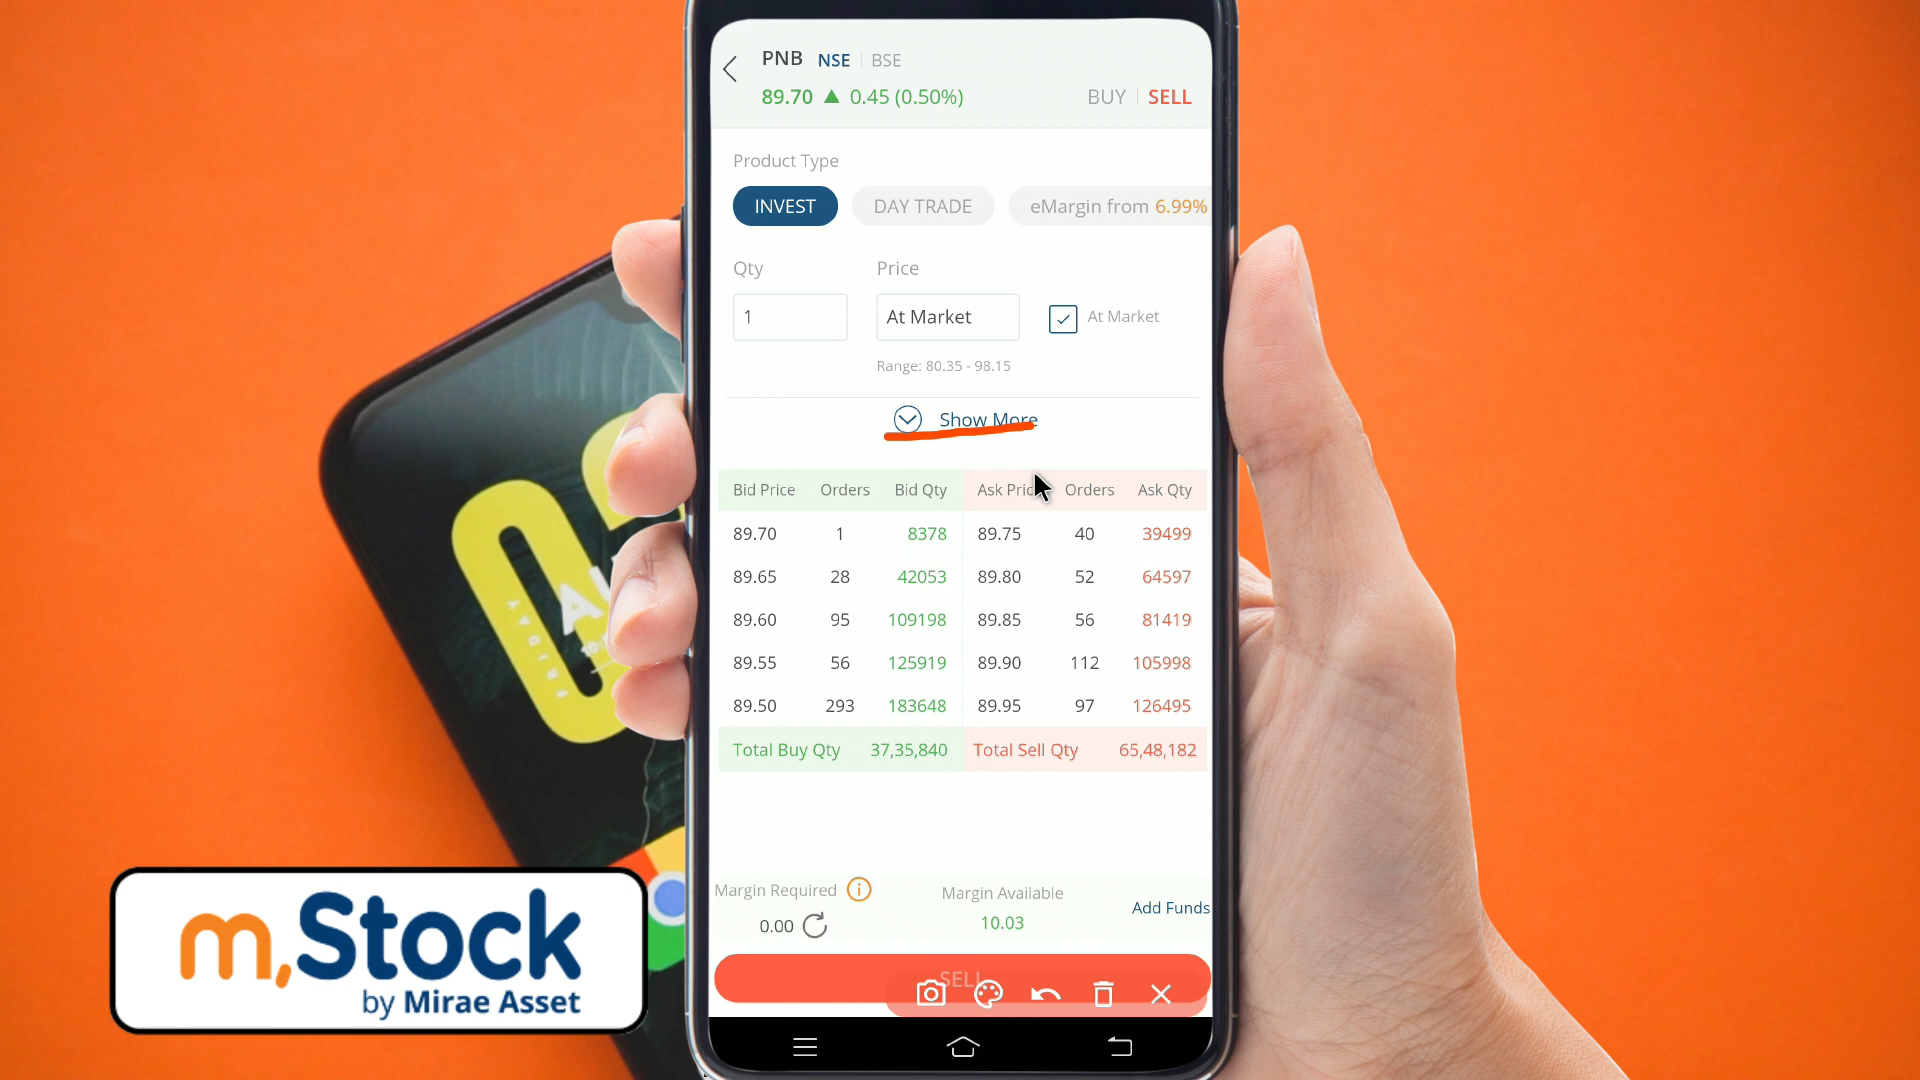 PNB NSE BSE
89.70 ▲ 0.45 (0.50%) BUY SELL
Product Type
INVEST DAY TRADE eMargin from 6.99%
Qty Price
1 At Market At Market
Range: 80.35 - 98.15
Show More
Bid Price Orders Bid Qty Ask Orders Ask Qty
89.70 1 8378 89.75 40 39499
89.65 28 42053 89.80 52 64597
89.60 95 109198 89.85 56 81419
89.55 56 125919 89.90 112 105998
89.50 293 183648 89.95 97 126495
Total Buy Qty 37,35,840 Total Sell Qty 65,48,182
Margin Required Margin Available
0.00 10.03 Add Funds
SELL
m.Stock
by Mirae Asset